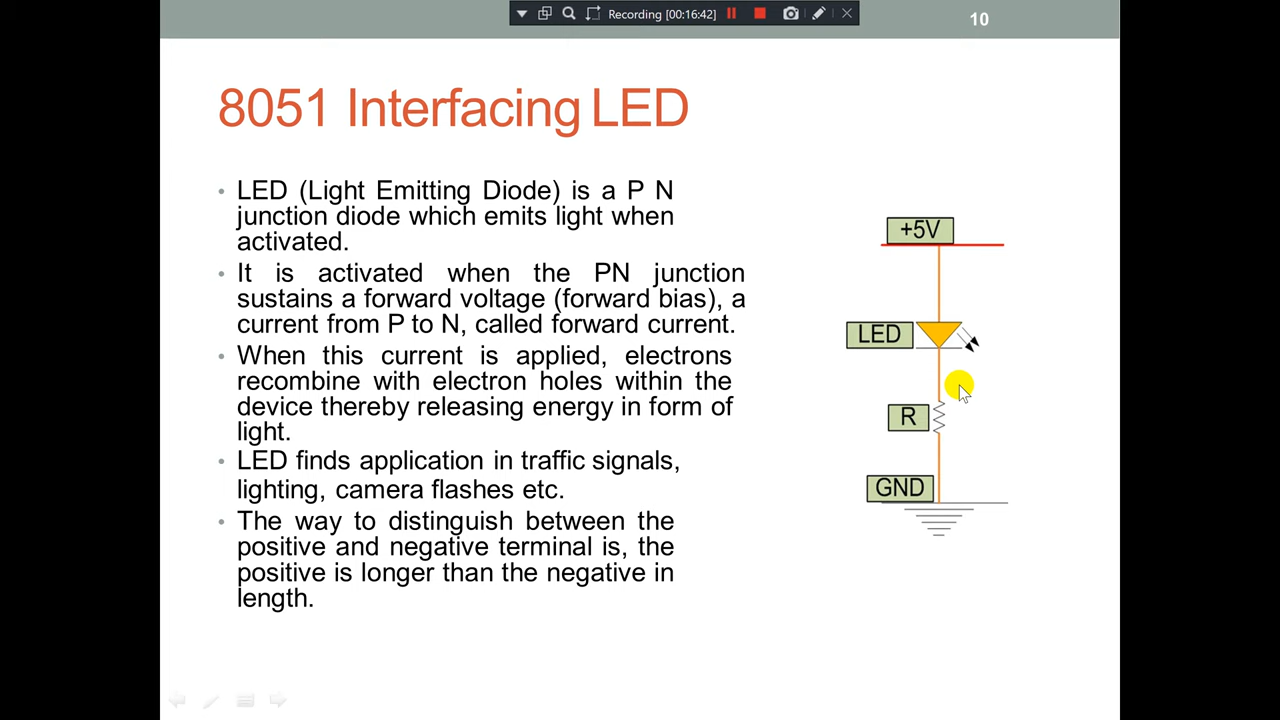 Recording [00:16:42]
10
8051 Interfacing LED
• LED (Light Emitting Diode) is a P N
junction diode which emits light when
activated.
• It is activated when the PN junction
sustains a forward voltage (forward bias), a
current from P to N, called forward current.
• When this current is applied, electrons
recombine with electron holes within the
device thereby releasing energy in form of
light.
• LED finds application in traffic signals,
lighting, camera flashes etc.
• The way to distinguish between the
positive and negative terminal is, the
positive is longer than the negative in
length.
+5V
LED
R
GND